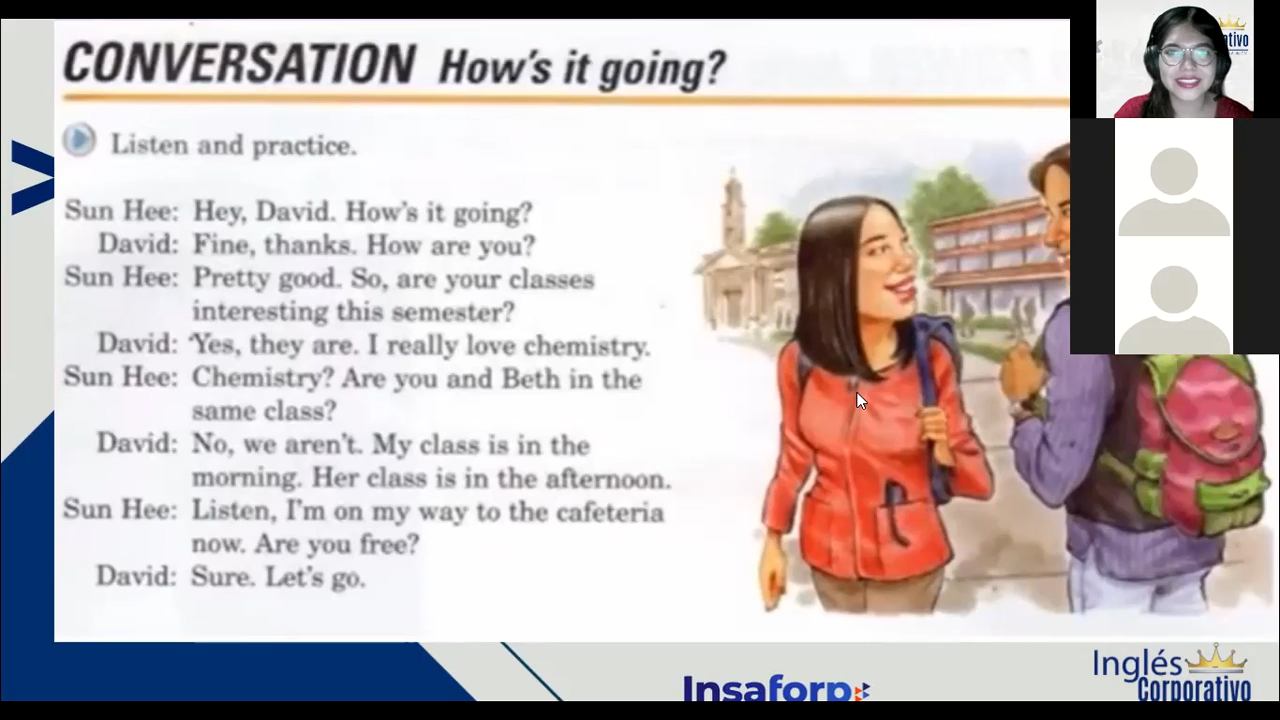 CONVERSATION How's it going?
Listen and practice.
Sun Hee: Hey, David. How's it going?
David: Fine, thanks. How are you?
Sun Hee: Pretty good. So, are your classes
interesting this semester?
David: Yes, they are. I really love chemistry.
Sun Hee: Chemistry? Are you and Beth in the
same class?
David: No, we aren't. My class is in the
morning. Her class is in the afternoon.
Sun Hee: Listen, I'm on my way to the cafeteria
now. Are you free?
David: Sure. Let's go.
Insaforp
Inglés
Corporativo